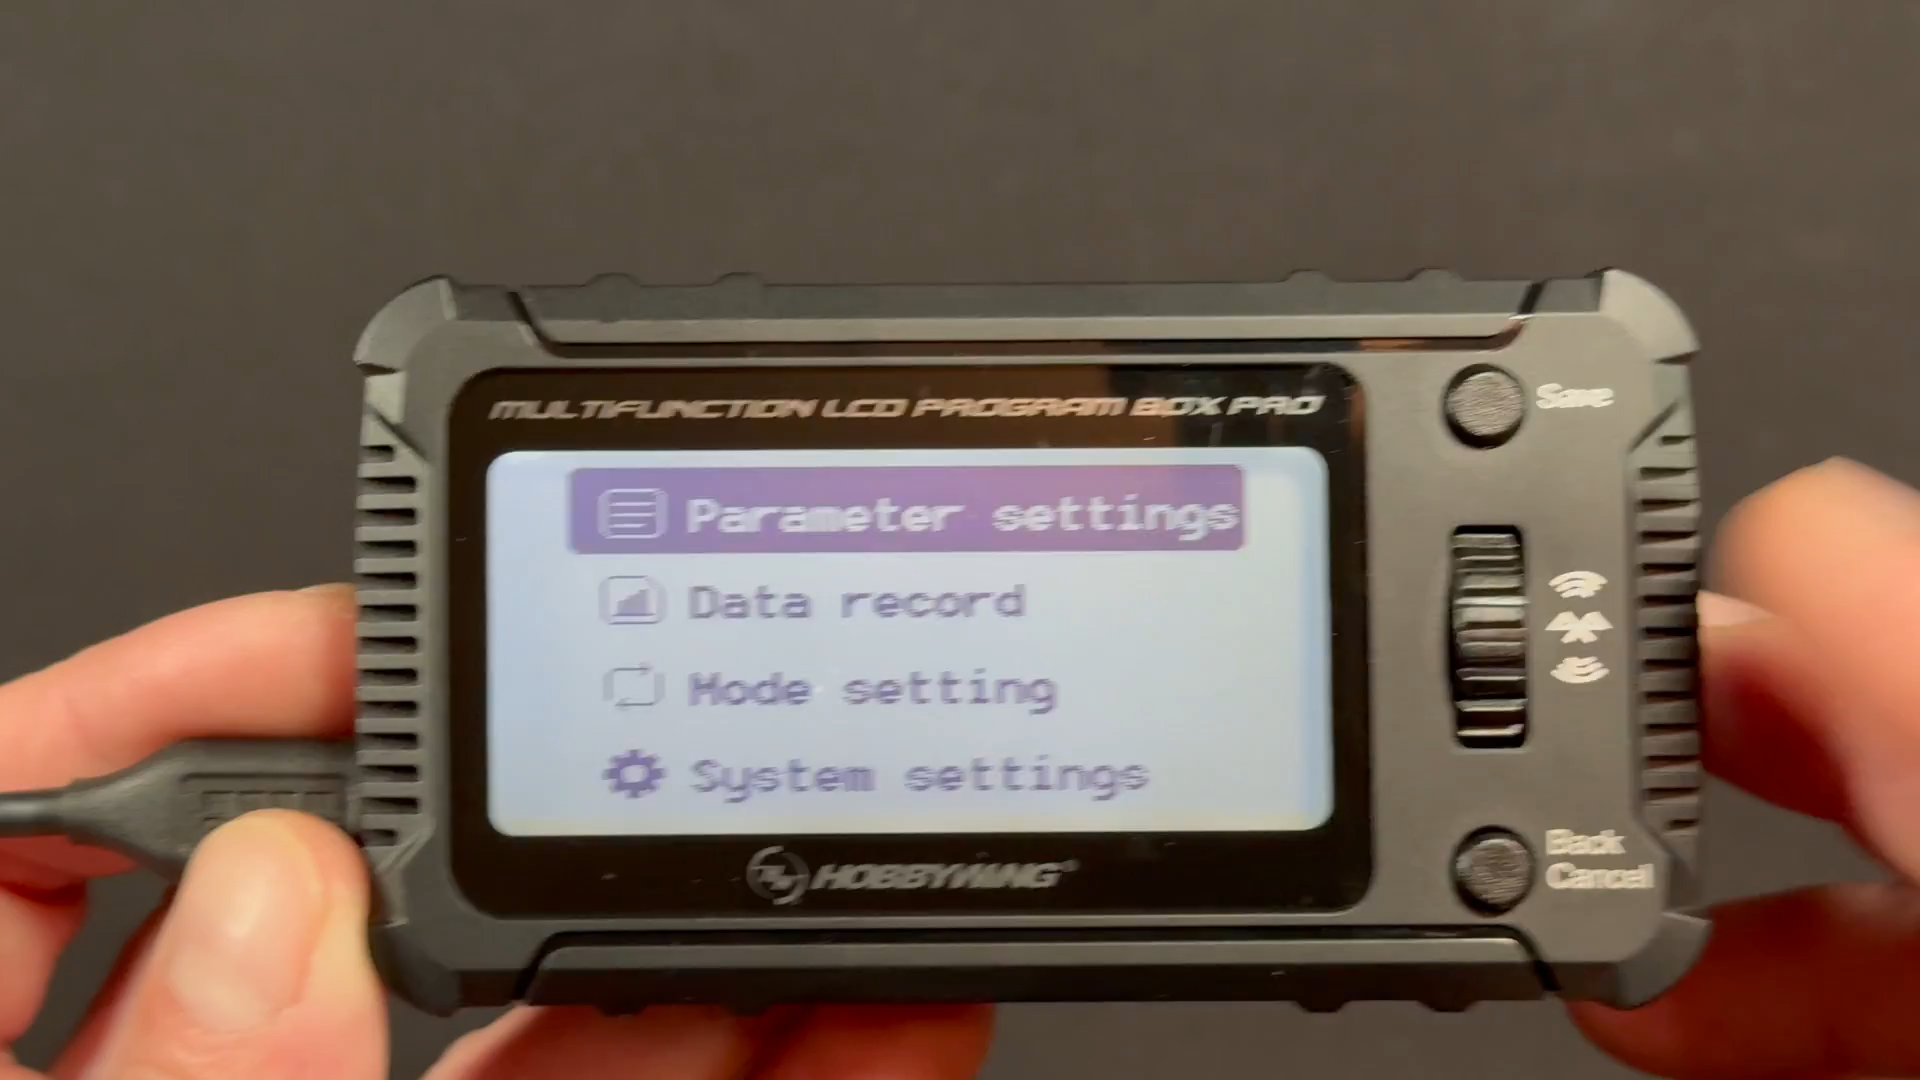 MULTIFUNCTION LCD PROGRAM BOX PRO
Save
Parameter settings
Data record
Mode setting
System settings
Back
Cancel
HOBBYWING®